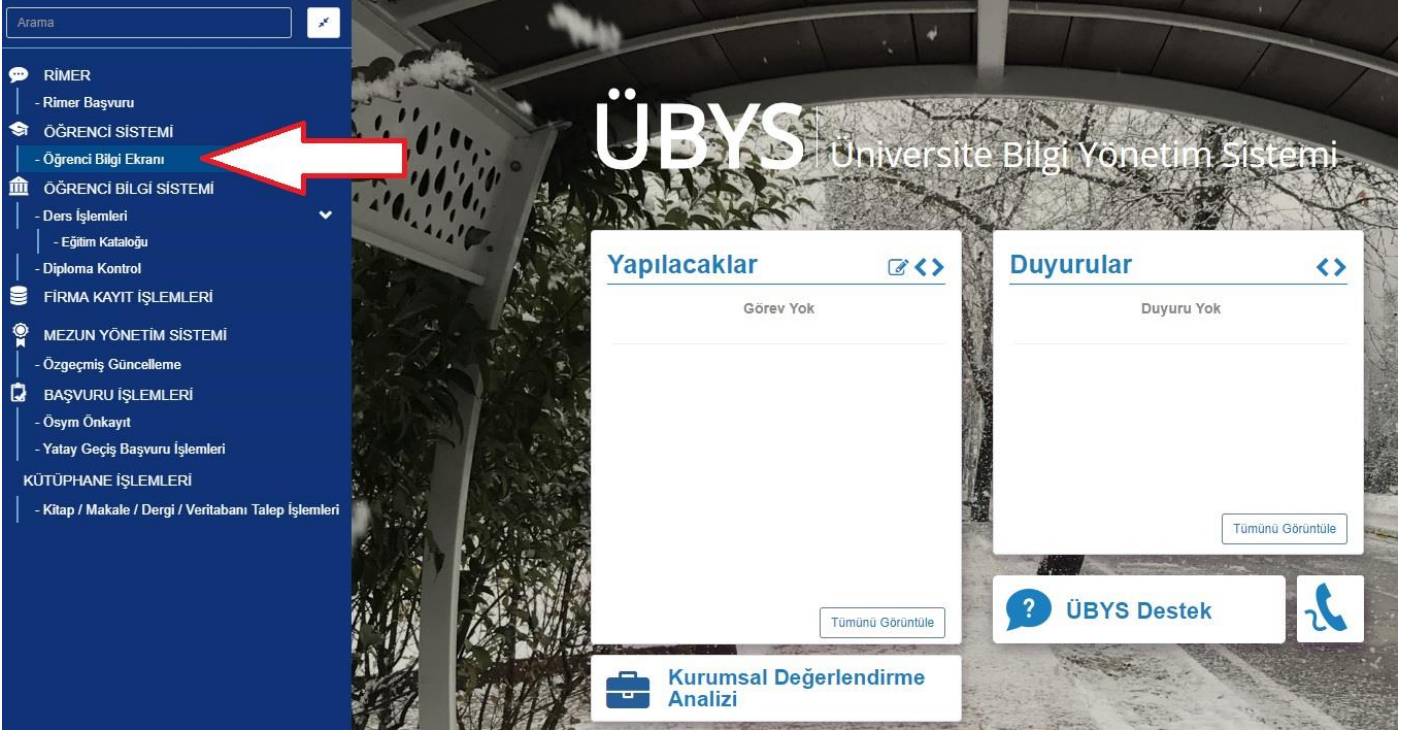 Arama
RİMER
- Rimer Başvuru
ÖĞRENCİ SİSTEMİ
- Öğrenci Bilgi Ekranı
ÖĞRENCİ BİLGİ SİSTEMİ
- Ders İşlemleri
- Eğitim Kataloğu
- Diploma Kontrol
FİRMA KAYIT İŞLEMLERİ
MEZUN YÖNETİM SİSTEMİ
- Özgeçmiş Güncelleme
BAŞVURU İŞLEMLERİ
- Ösym Önkayıt
- Yatay Geçiş Başvuru İşlemleri
KÜTÜPHANE İŞLEMLERİ
- Kitap / Makale / Dergi / Veritabanı Talep İşlemleri
ÜBYS Üniversite Bilgi Yönetim Sistemi
Yapılacaklar
Görev Yok
Tümünü Görüntüle
Duyurular
Duyuru Yok
Tümünü Görüntüle
? ÜBYS Destek
Kurumsal Değerlendirme
Analizi